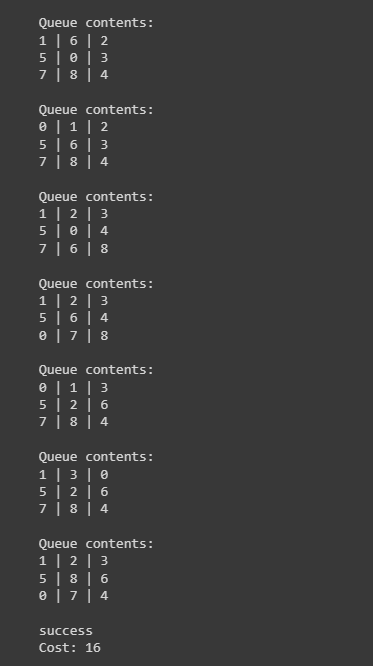 Queue contents:
1 | 6 | 2
5 | 0 | 3
7 | 8 | 4
Queue contents:
0 | 1 | 2
5 | 6 | 3
7 | 8 | 4
Queue contents:
1 | 2 | 3
5 | 0 | 4
7 | 6 | 8
Queue contents:
1 | 2 | 3
5 | 6 | 4
0 | 7 | 8
Queue contents:
0 | 1 | 3
5 | 2 | 6
7 | 8 | 4
Queue contents:
1 | 3 | 0
5 | 2 | 6
7 | 8 | 4
Queue contents:
1 | 2 | 3
5 | 8 | 6
0 | 7 | 4
success
Cost: 16